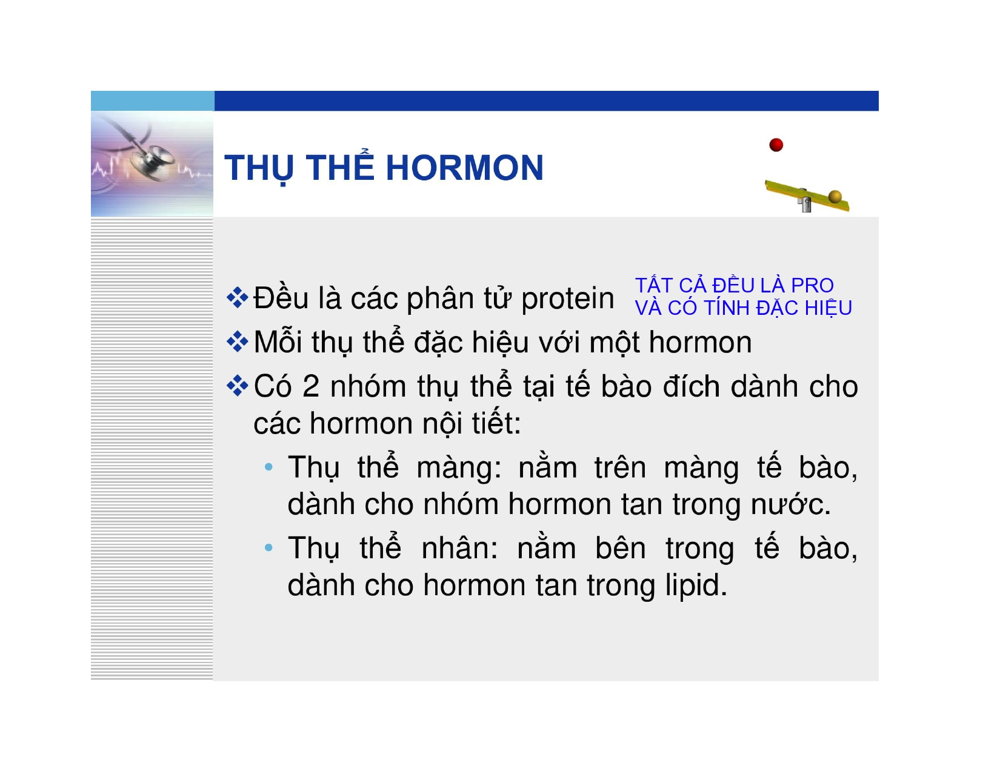 THỤ THỂ HORMON
❖Đều là các phân tử protein
TẤT CẢ ĐỀU LÀ PRO
VÀ CÓ TÍNH ĐẶC HIỆU
❖Mỗi thụ thể đặc hiệu với một hormon
❖Có 2 nhóm thụ thể tại tế bào đích dành cho
các hormon nội tiết:
• Thụ thể màng: nằm trên màng tế bào,
dành cho nhóm hormon tan trong nước.
• Thụ thể nhân: nằm bên trong tế bào,
dành cho hormon tan trong lipid.